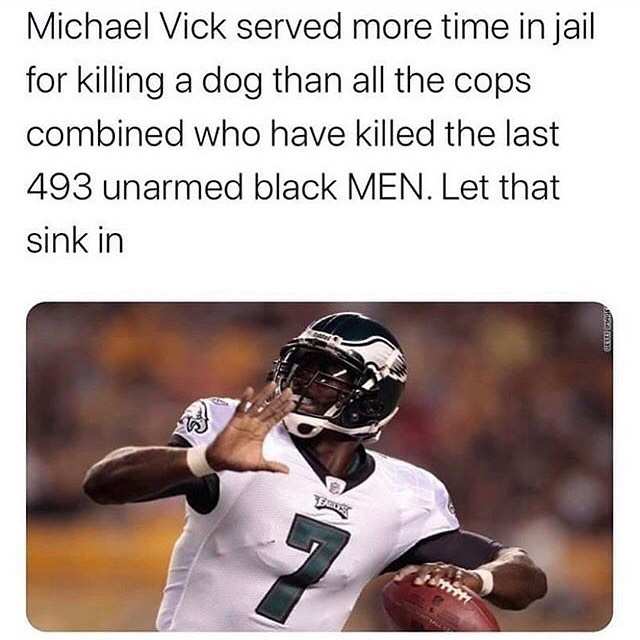 Michael Vick served more time in jail
for killing a dog than all the cops
combined who have killed the last
493 unarmed black MEN. Let that
sink in
EAGLES
7